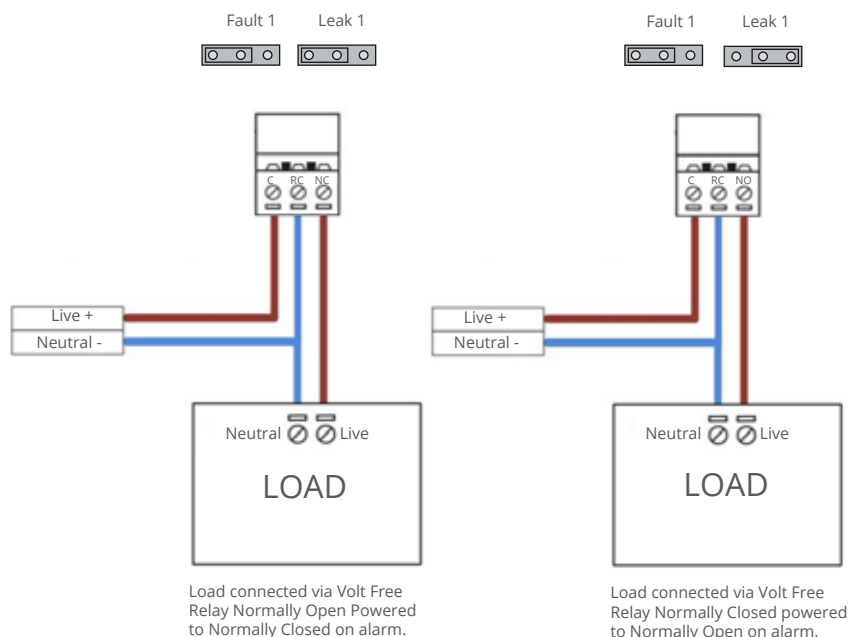 Fault 1
Leak 1
C RC NC
Live +
Neutral -
Neutral
Live
LOAD
Load connected via Volt Free
Relay Normally Open Powered
to Normally Closed on alarm.
Fault 1
Leak 1
C RC NO
Live +
Neutral -
Neutral
Live
LOAD
Load connected via Volt Free
Relay Normally Closed powered
to Normally Open on alarm.